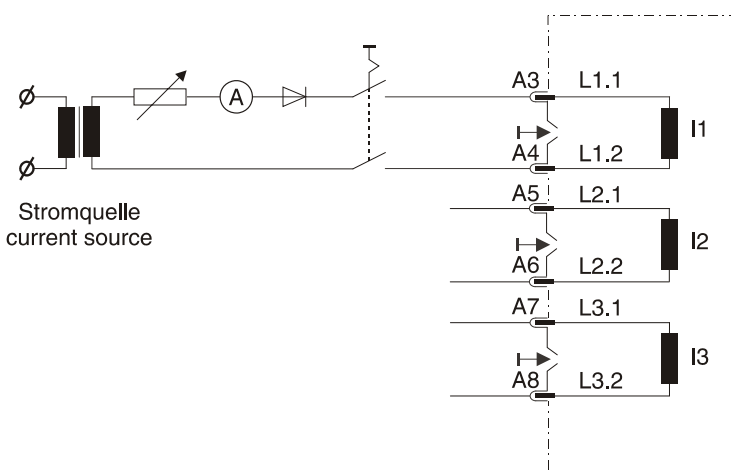 A3 L1.1
A
I1
A4 L1.2
A5 L2.1
Stromquelle
current source
I2
A6 L2.2
A7 L3.1
I3
A8 L3.2